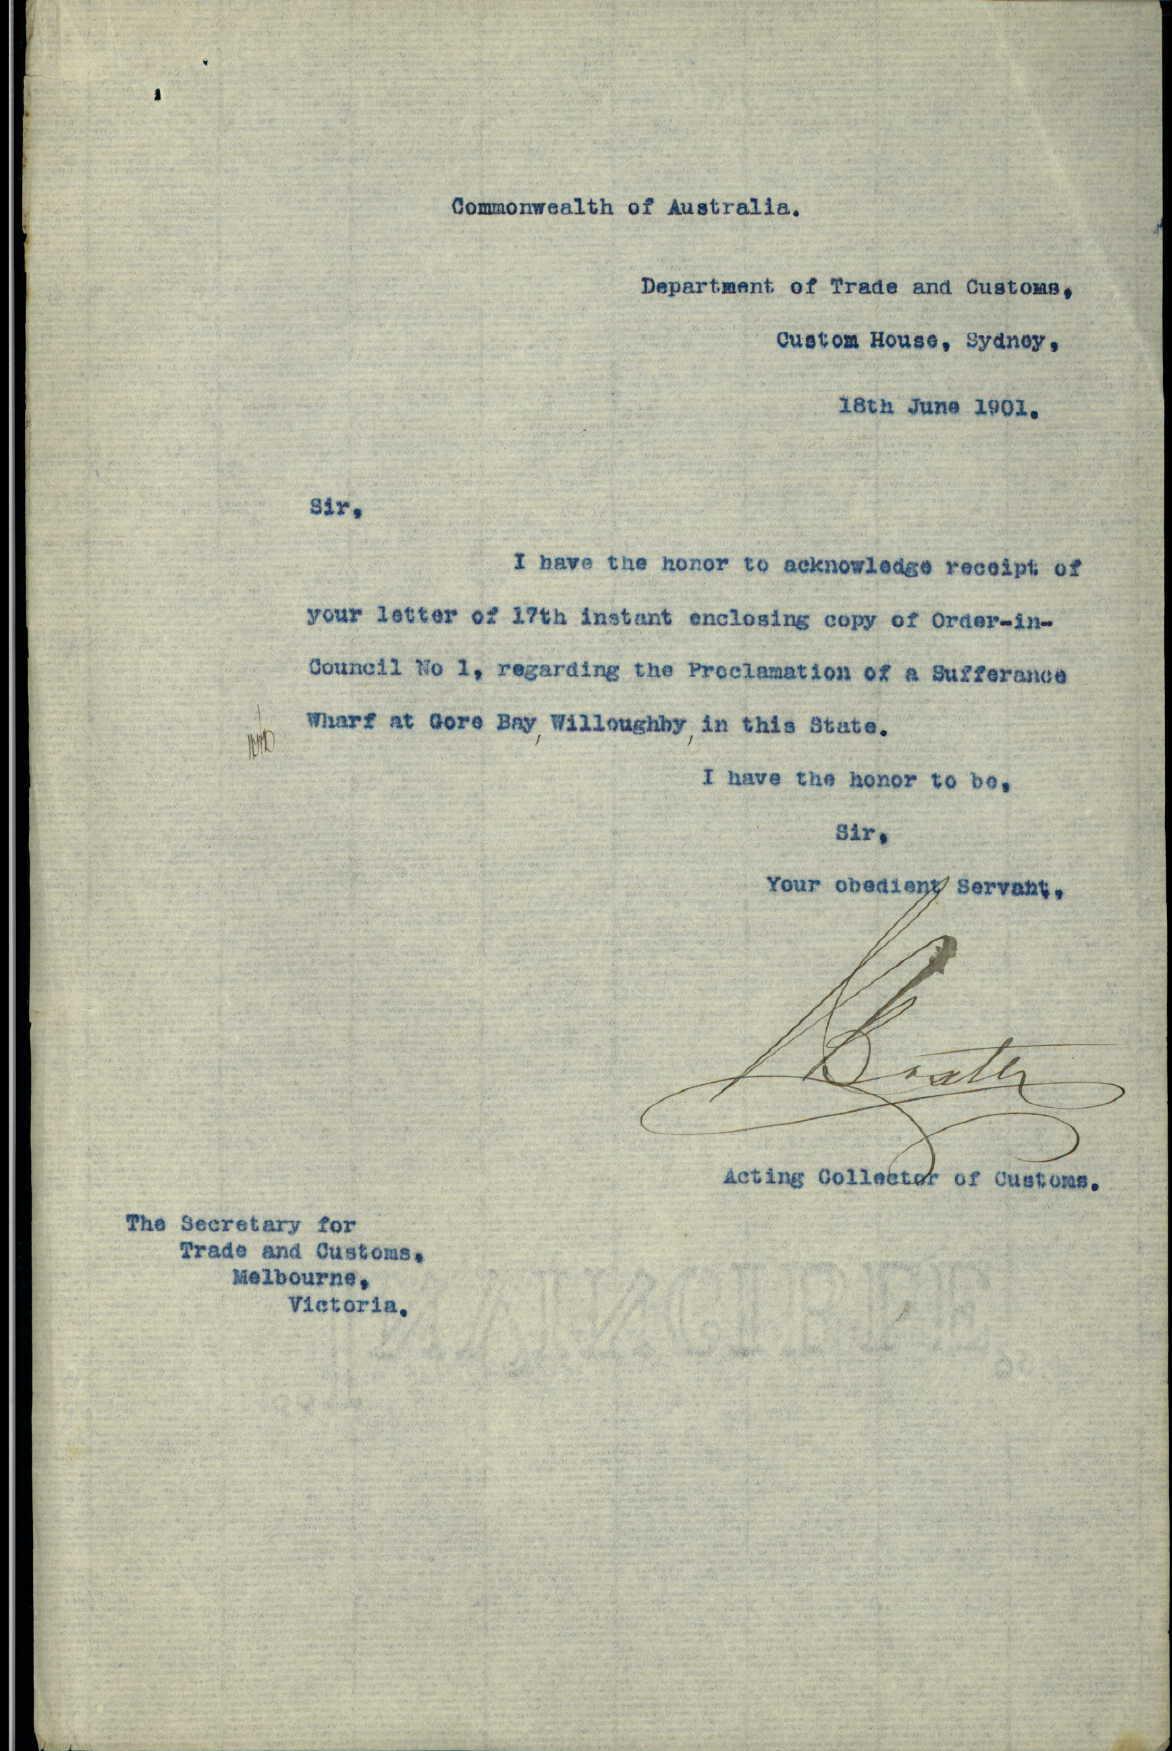 Commonwealth of Australia.
Department of Trade and Customs,
Custom House, Sydney,
18th June 1901.
Sir,
I have the honor to acknowledge receipt of
your letter of 17th instant enclosing copy of Order-in-
Council No 1, regarding the Proclamation of a Sufferance
Wharf at Gore Bay, Willoughby, in this State.
I have the honor to be,
Sir,
Your obedient Servant,
Baxter
Acting Collector of Customs.
The Secretary for
Trade and Customs,
Melbourne,
Victoria.